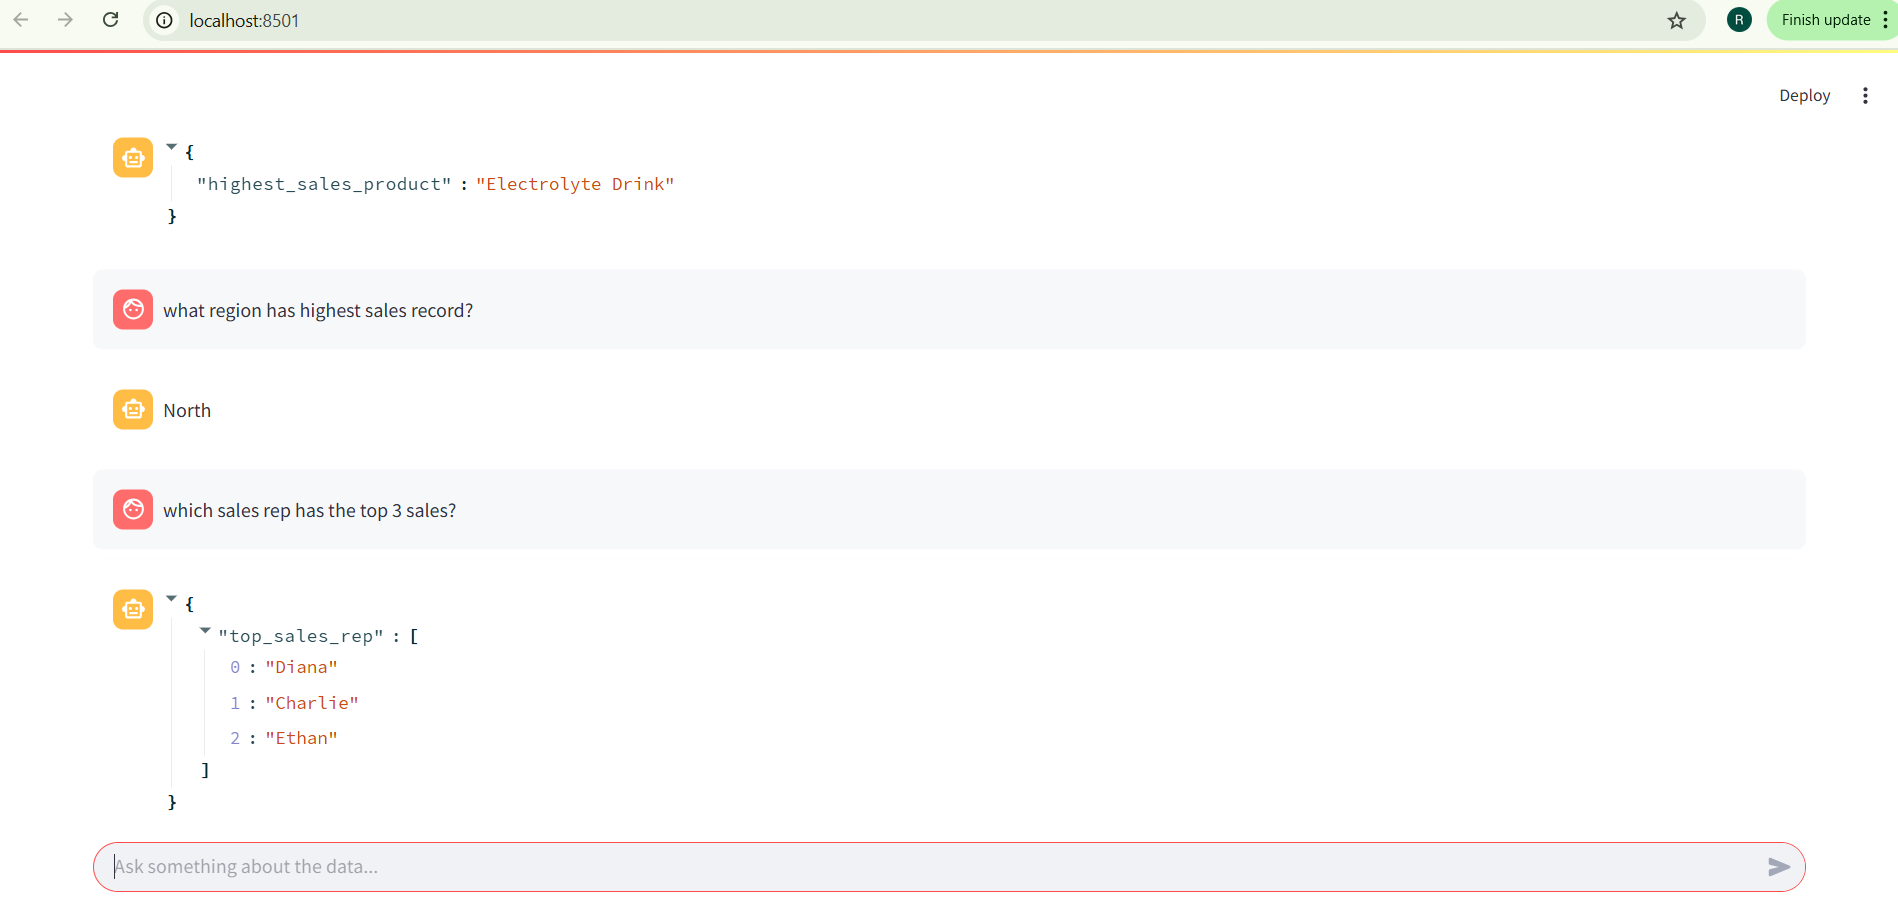 localhost:8501
R
Finish update
Deploy
{
"highest_sales_product" : "Electrolyte Drink"
}
what region has highest sales record?
North
which sales rep has the top 3 sales?
{
"top_sales_rep" : [
0 : "Diana"
1 : "Charlie"
2 : "Ethan"
]
}
Ask something about the data...